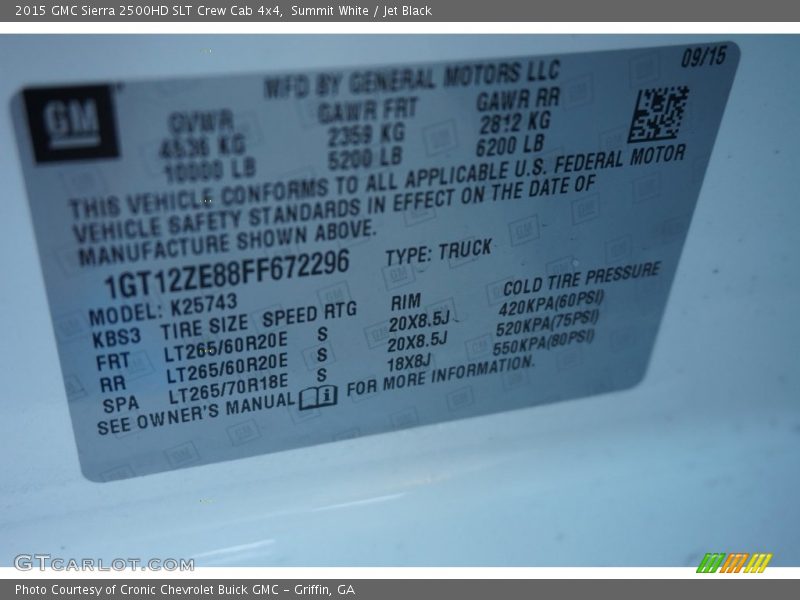 2015 GMC Sierra 2500HD SLT Crew Cab 4x4, Summit White / Jet Black
09/15
GM
MFD BY GENERAL MOTORS LLC
GVWR GAWR FRT GAWR RR
4536 KG 2359 KG 2812 KG
10000 LB 5200 LB 6200 LB
THIS VEHICLE CONFORMS TO ALL APPLICABLE U.S. FEDERAL MOTOR
VEHICLE SAFETY STANDARDS IN EFFECT ON THE DATE OF
MANUFACTURE SHOWN ABOVE.
1GT12ZE88FF672296 TYPE: TRUCK
MODEL: K25743
KBS3 TIRE SIZE SPEED RTG RIM COLD TIRE PRESSURE
FRT LT265/60R20E S 20X8.5J 420KPA(60PSI)
RR LT265/60R20E S 20X8.5J 520KPA(75PSI)
SPA LT265/70R18E S 18X8J 550KPA(80PSI)
SEE OWNER'S MANUAL i FOR MORE INFORMATION.
GTCARLOT.COM
Photo Courtesy of Cronic Chevrolet Buick GMC - Griffin, GA